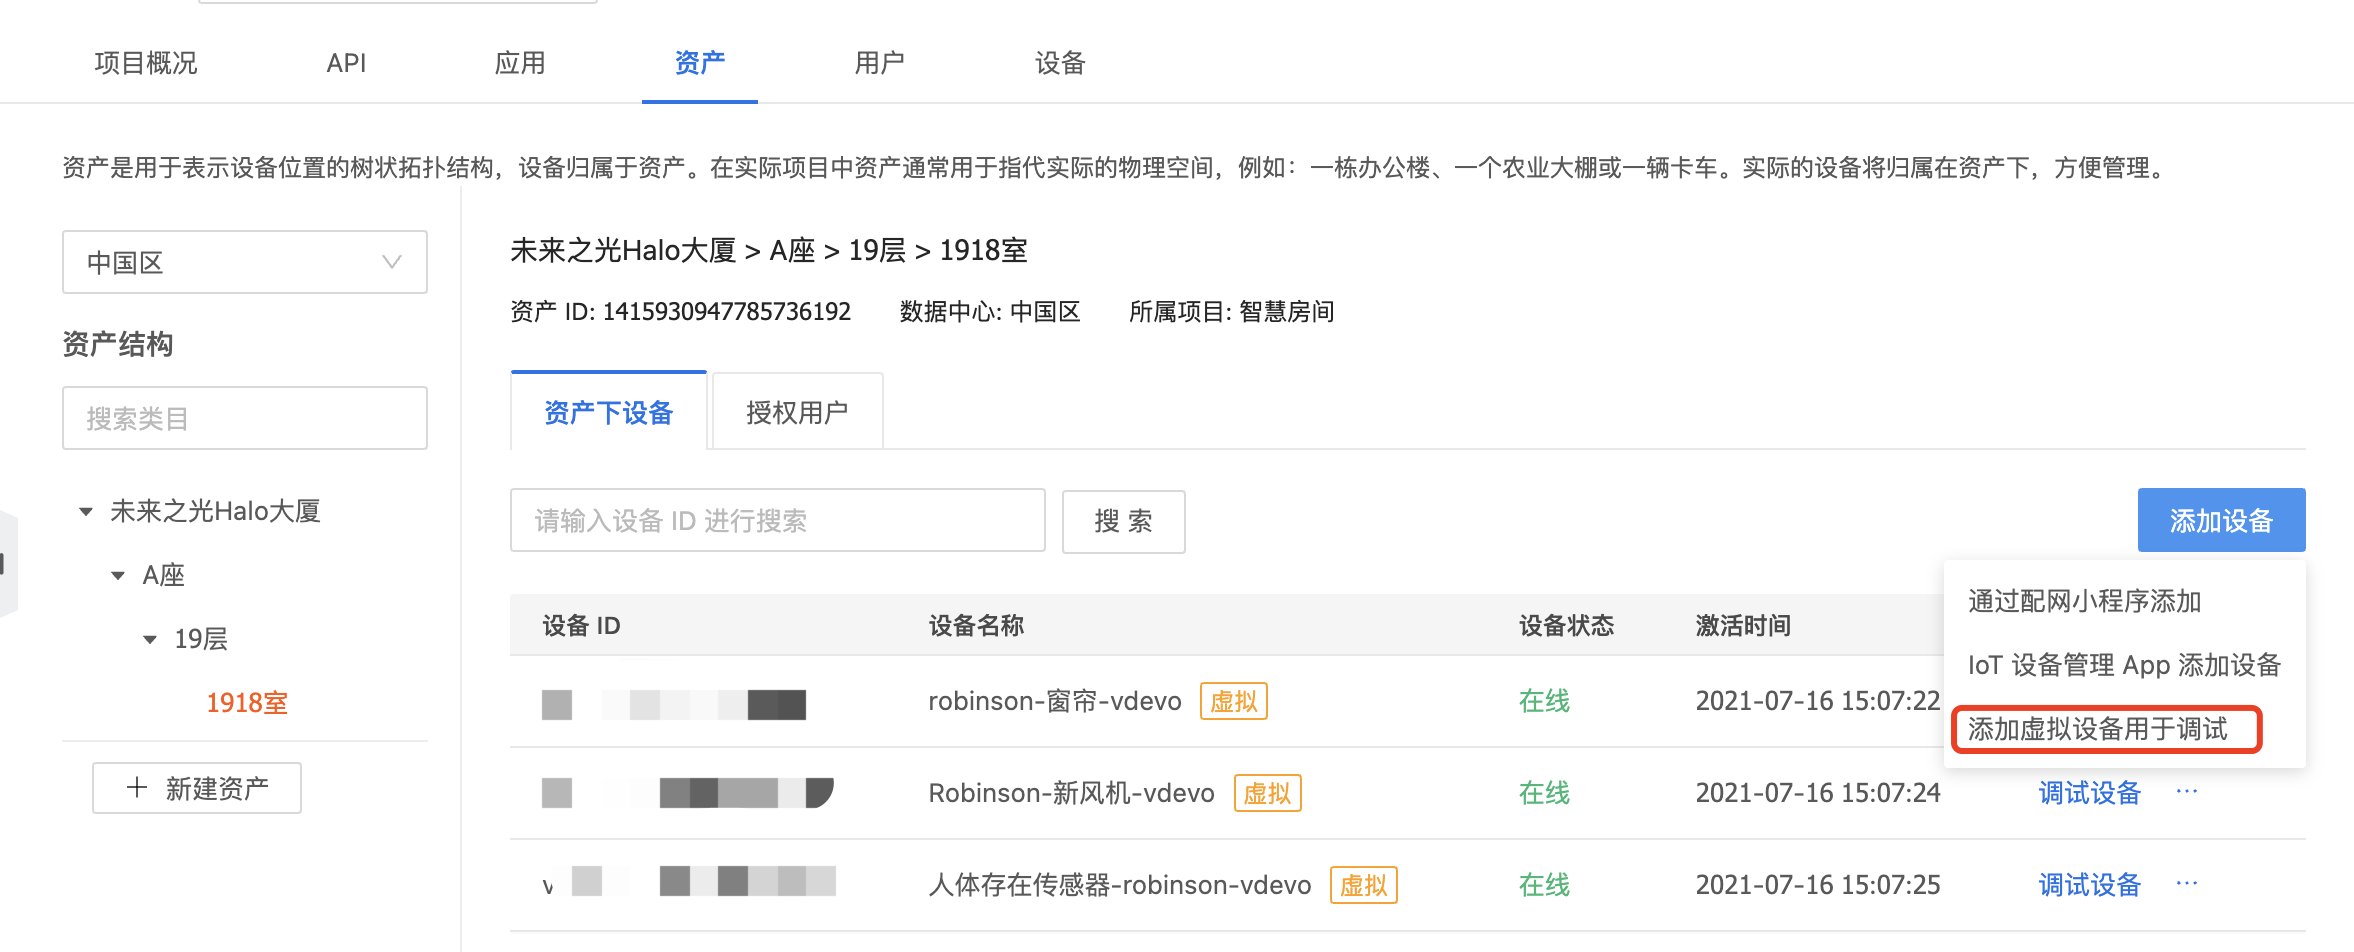 项目概况 API 应用 资产 用户 设备
资产是用于表示设备位置的树状拓扑结构，设备归属于资产。在实际项目中资产通常用于指代实际的物理空间，例如：一栋办公楼、一个农业大棚或一辆卡车。实际的设备将归属在资产下，方便管理。
中国区
资产结构
搜索类目
未来之光Halo大厦
A座
19层
1918室
新建资产
未来之光Halo大厦 > A座 > 19层 > 1918室
资产 ID: 1415930947785736192 数据中心: 中国区 所属项目: 智慧房间
资产下设备 授权用户
请输入设备 ID 进行搜索 搜 索 添加设备
通过配网小程序添加
IoT 设备管理 App 添加设备
添加虚拟设备用于调试
设备 ID 设备名称 设备状态 激活时间
robinson-窗帘-vdevo 虚拟 在线 2021-07-16 15:07:22
Robinson-新风机-vdevo 虚拟 在线 2021-07-16 15:07:24 调试设备 ···
v 人体存在传感器-robinson-vdevo 虚拟 在线 2021-07-16 15:07:25 调试设备 ···